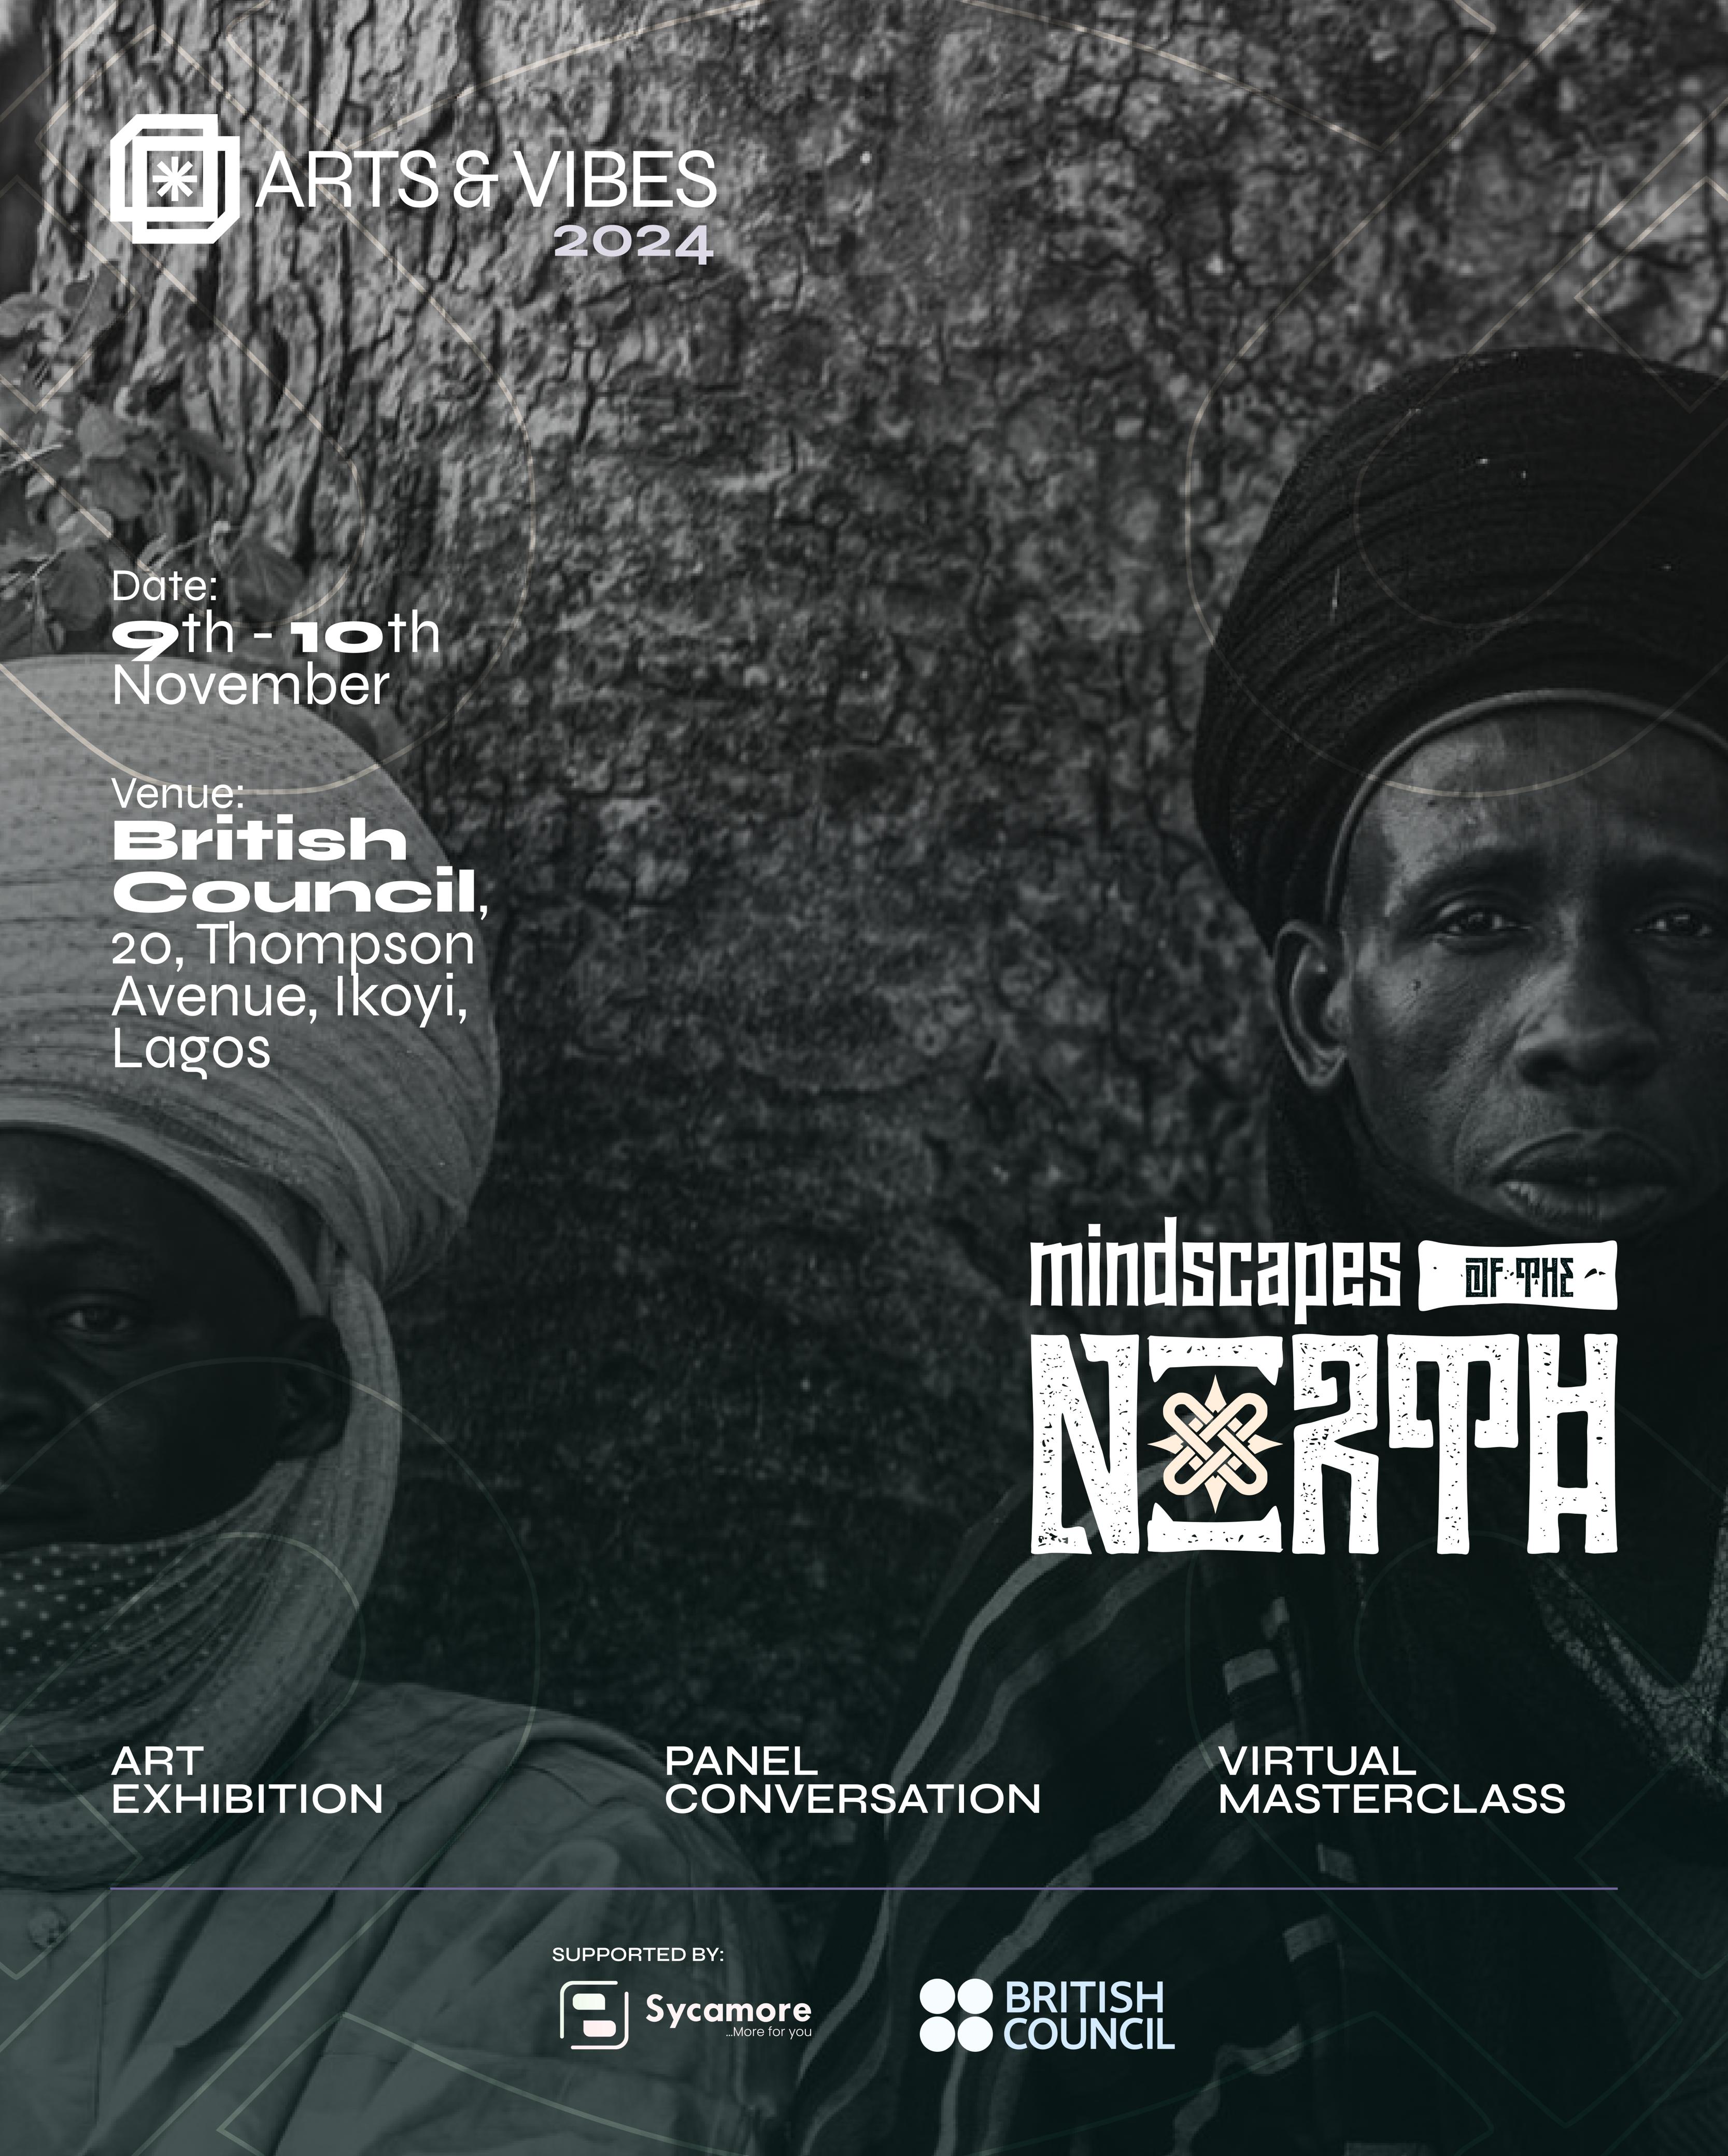 ARTS & VIBES
2024
Date:
9th - 10th
November
Venue:
British
Council,
20, Thompson
Avenue, Ikoyi,
Lagos
mindscapes OF THE
NORTH
ART
EXHIBITION
PANEL
CONVERSATION
VIRTUAL
MASTERCLASS
SUPPORTED BY:
Sycamore
...More for you
BRITISH
COUNCIL